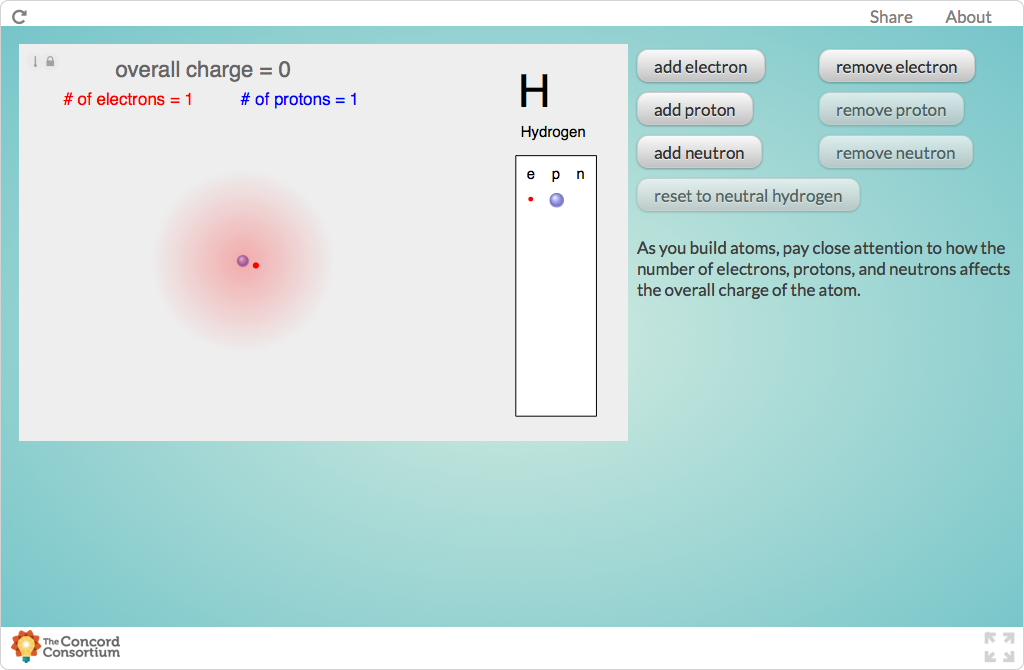 Share About
overall charge = 0
# of electrons = 1 # of protons = 1
H
Hydrogen
e p n
add electron remove electron
add proton remove proton
add neutron remove neutron
reset to neutral hydrogen
As you build atoms, pay close attention to how the
number of electrons, protons, and neutrons affects
the overall charge of the atom.
The Concord
Consortium